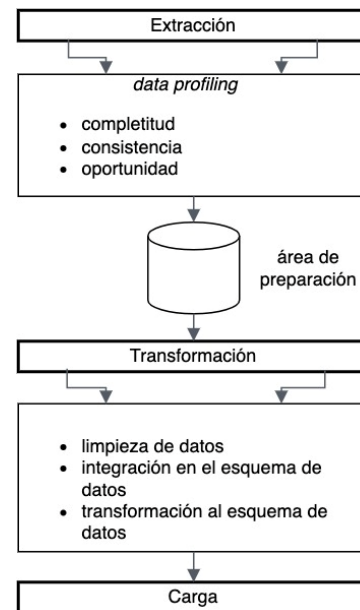 Extracción
data profiling
• completitud
• consistencia
• oportunidad
área de
preparación
Transformación
• limpieza de datos
• integración en el esquema de
datos
• transformación al esquema de
datos
Carga